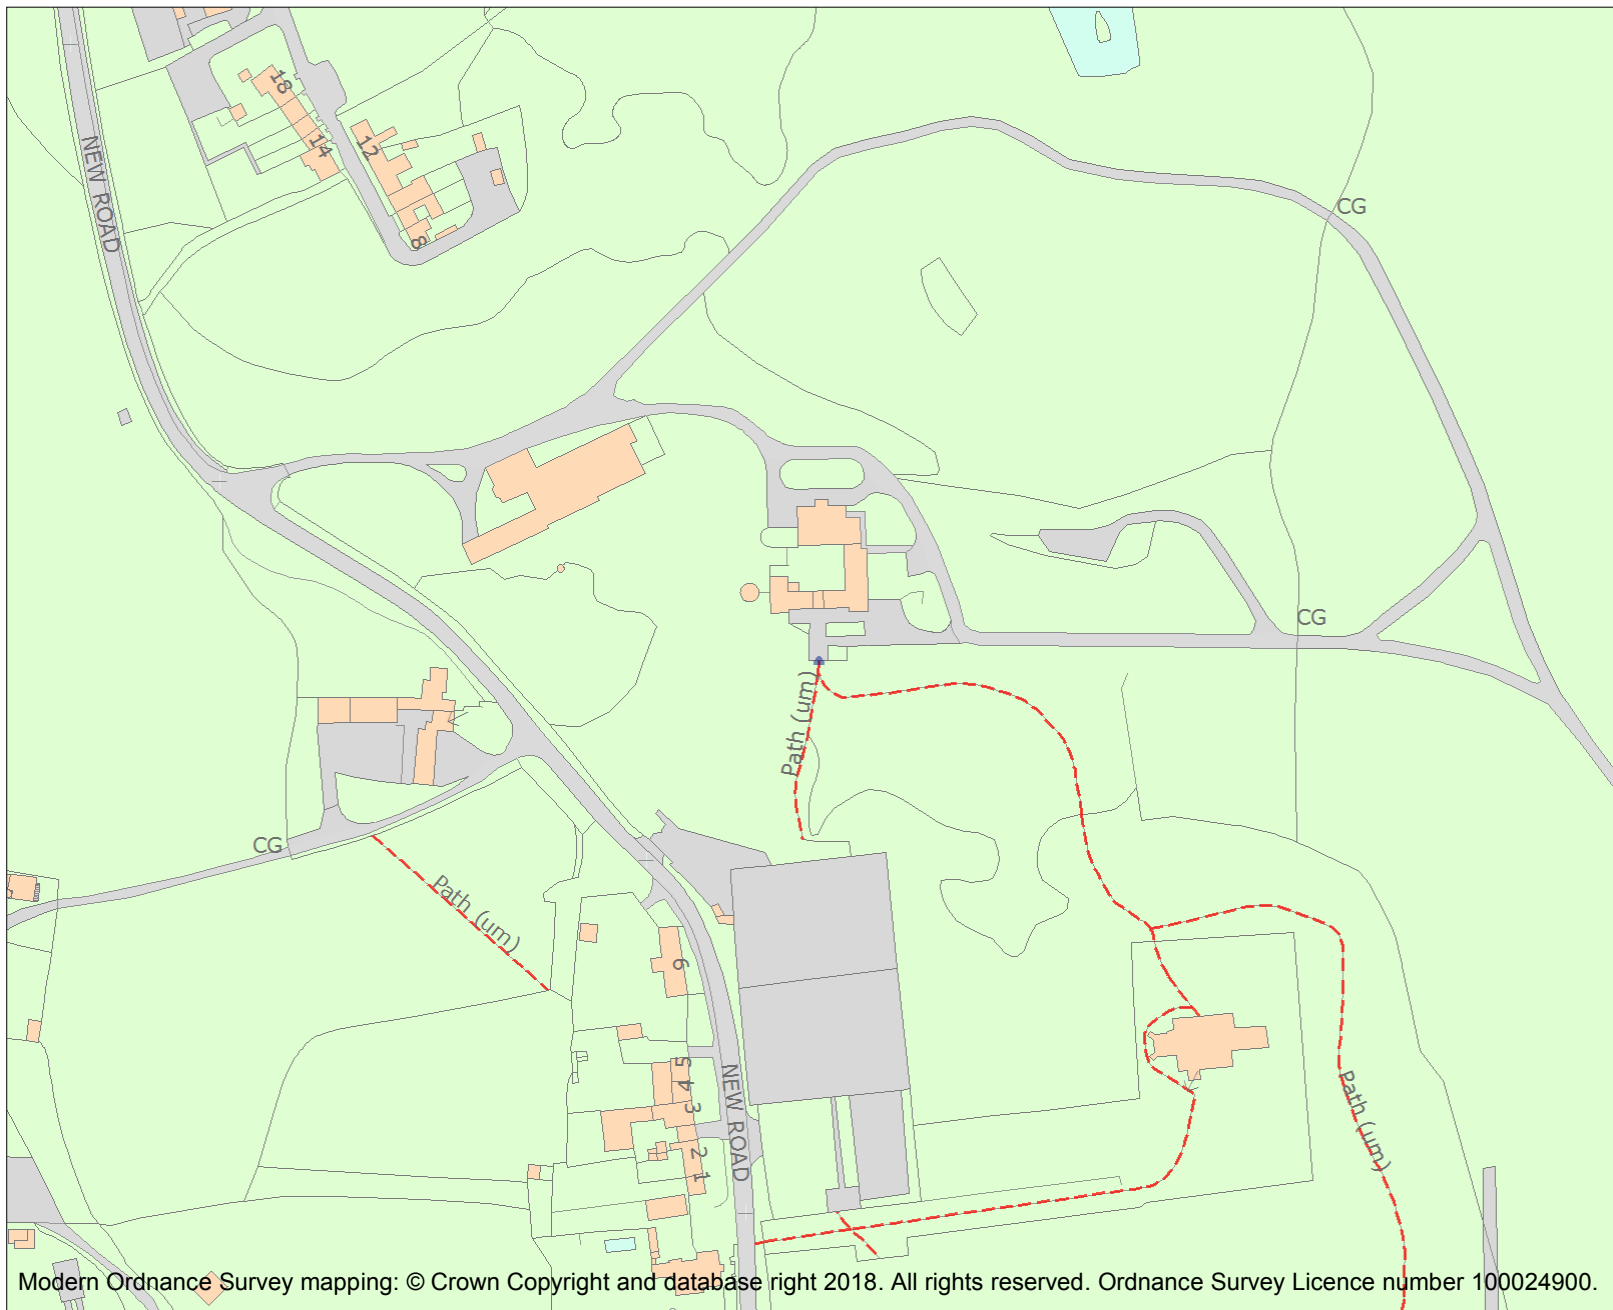 18
14
12
8
NEW ROAD
CG
CG
Path (um)
CG
Path (um)
6
5
4
3
2
1
NEW ROAD
Path (um)
Modern Ordnance Survey mapping: © Crown Copyright and database right 2018. All rights reserved. Ordnance Survey Licence number 100024900.